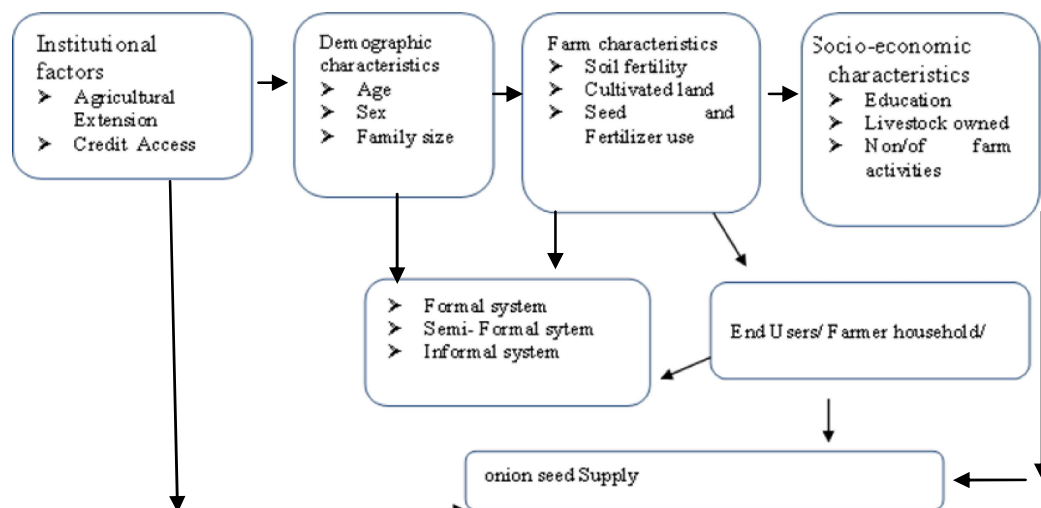 Institutional
factors
➤ Agricultural
Extension
➤ Credit Access
Demographic
characteristics
➤ Age
➤ Sex
➤ Family size
Farm characteristics
➤ Soil fertility
➤ Cultivated land
➤ Seed and
Fertilizer use
Socio-economic
characteristics
➤ Education
➤ Livestock owned
➤ Non/of farm
activities
➤ Formal system
➤ Semi- Formal sytem
➤ Informal system
End Users/ Farmer household/
onion seed Supply